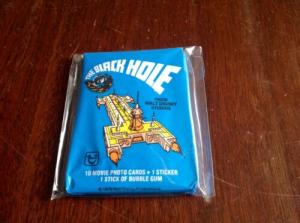 THE BLACK HOLE
FROM
WALT DISNEY
STUDIOS
10 MOVIE PHOTO CARDS • 1 STICKER
1 STICK OF BUBBLE GUM